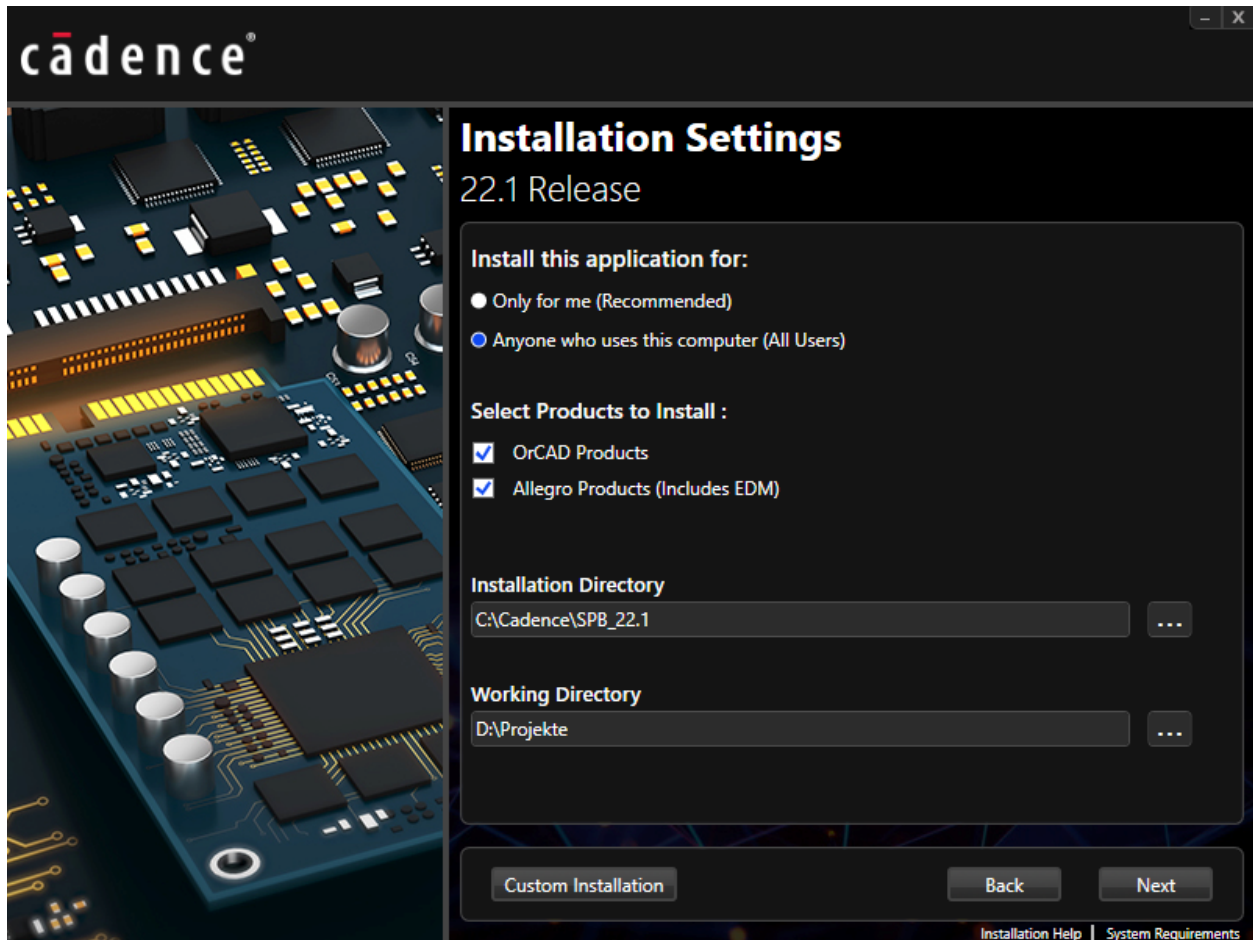 – X
cādence®
Installation Settings
22.1 Release
Install this application for:
Only for me (Recommended)
Anyone who uses this computer (All Users)
Select Products to Install :
OrCAD Products
Allegro Products (Includes EDM)
Installation Directory
C:\Cadence\SPB_22.1 ...
Working Directory
D:\Projekte ...
Custom Installation Back Next
Installation Help | System Requirements